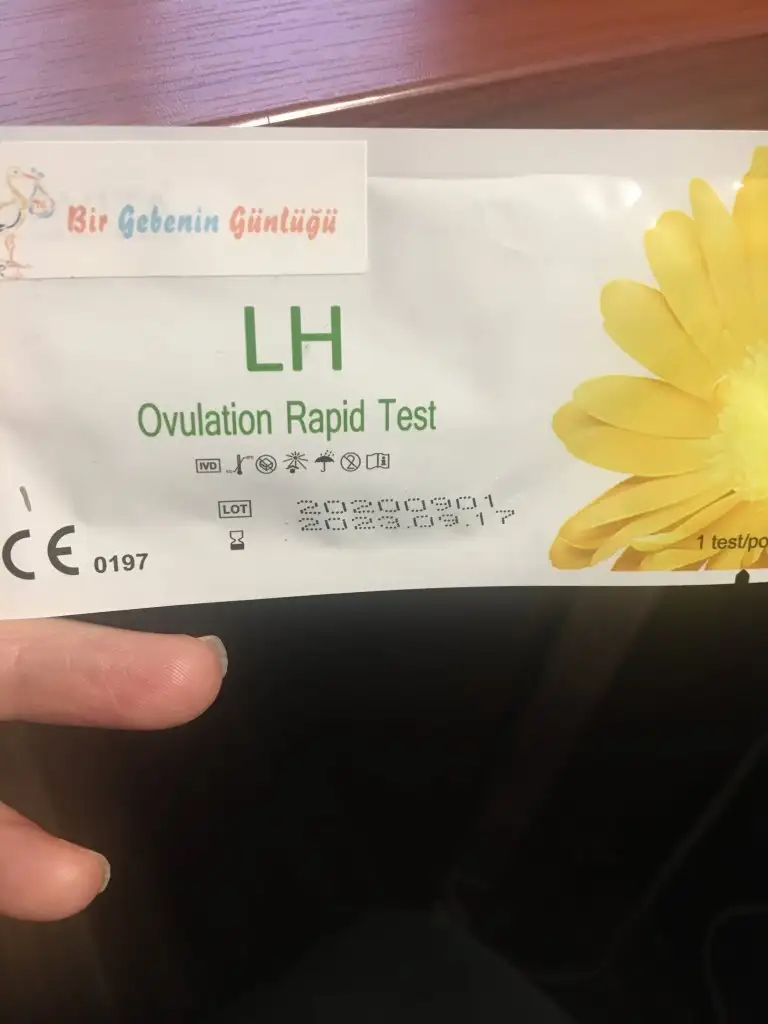 Bir Gebenin Günlüğü
LH
Ovulation Rapid Test
IVD
LOT 20200901
2023.09.17
CE 0197
1 test/po